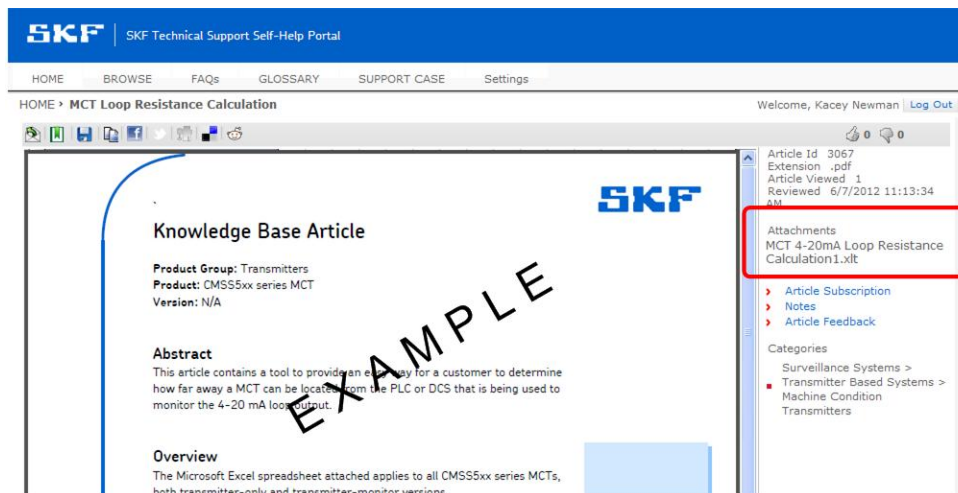 SKF SKF Technical Support Self-Help Portal
HOME BROWSE FAQs GLOSSARY SUPPORT CASE Settings
HOME › MCT Loop Resistance Calculation Welcome, Kacey Newman Log Out
0 0
SKF
Knowledge Base Article
Product Group: Transmitters
Product: CMSS5xx series MCT
Version: N/A
Abstract
This article contains a tool to provide an easy way for a customer to determine
how far away a MCT can be located from the PLC or DCS that is being used to
monitor the 4-20 mA loop output.
EXAMPLE
Overview
The Microsoft Excel spreadsheet attached applies to all CMSS5xx series MCTs,
both transmitter-only and transmitter-monitor versions
Article Id 3067
Extension .pdf
Article Viewed 1
Reviewed 6/7/2012 11:13:34
AM
Attachments
MCT 4-20mA Loop Resistance
Calculation1.xlt
Article Subscription
Notes
Article Feedback
Categories
Surveillance Systems >
Transmitter Based Systems >
Machine Condition
Transmitters